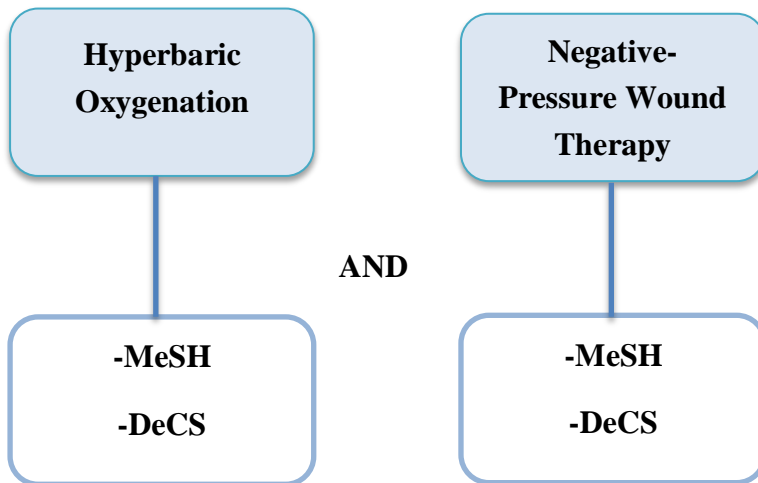 Hyperbaric
Oxygenation
Negative-
Pressure Wound
Therapy
AND
-MeSH
-DeCS
-MeSH
-DeCS